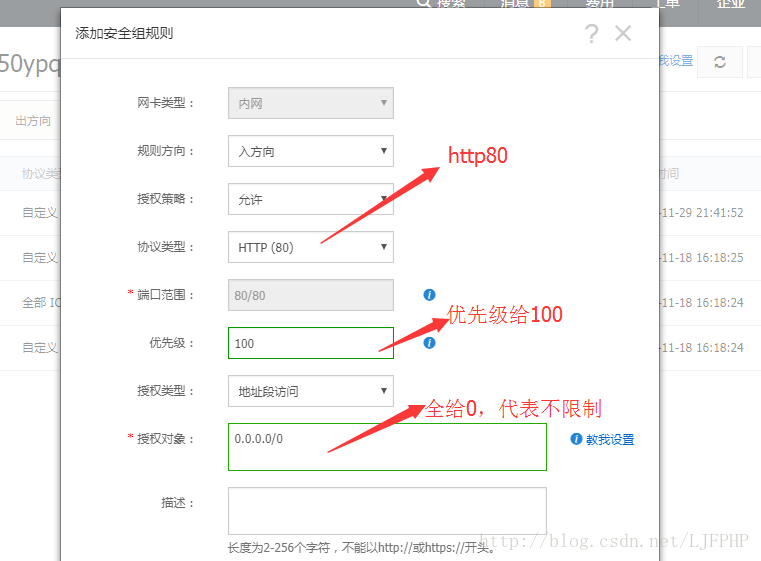 搜索 消息 8 费用 工单 企业
添加安全组规则
50ypq
我设置
网卡类型： 内网
出方向
规则方向： 入方向
http80
协议类 时间
授权策略： 允许
自定义 -11-29 21:41:52
协议类型： HTTP (80)
自定义 -11-18 16:18:25
* 端口范围： 80/80
全部 IC -11-18 16:18:24
优先级给100
优先级： 100
自定义 -11-18 16:18:24
授权类型： 地址段访问
全给0，代表不限制
* 授权对象： 0.0.0.0/0 教我设置
描述：
http://blog.csdn.net/LJFPHP
长度为2-256个字符，不能以http://或https://开头。